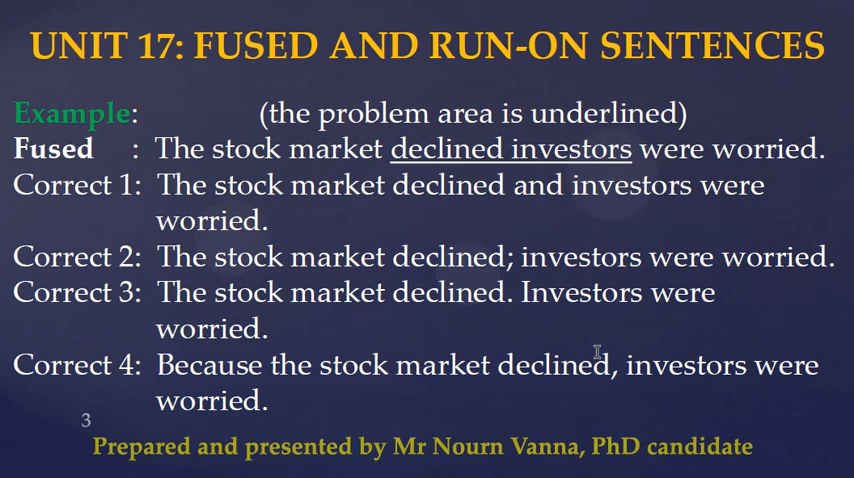 UNIT 17: FUSED AND RUN-ON SENTENCES
Example: (the problem area is underlined)
Fused : The stock market declined investors were worried.
Correct 1: The stock market declined and investors were
worried.
Correct 2: The stock market declined; investors were worried.
Correct 3: The stock market declined. Investors were
worried.
Correct 4: Because the stock market declined, investors were
worried.
3
Prepared and presented by Mr Nourn Vanna, PhD candidate